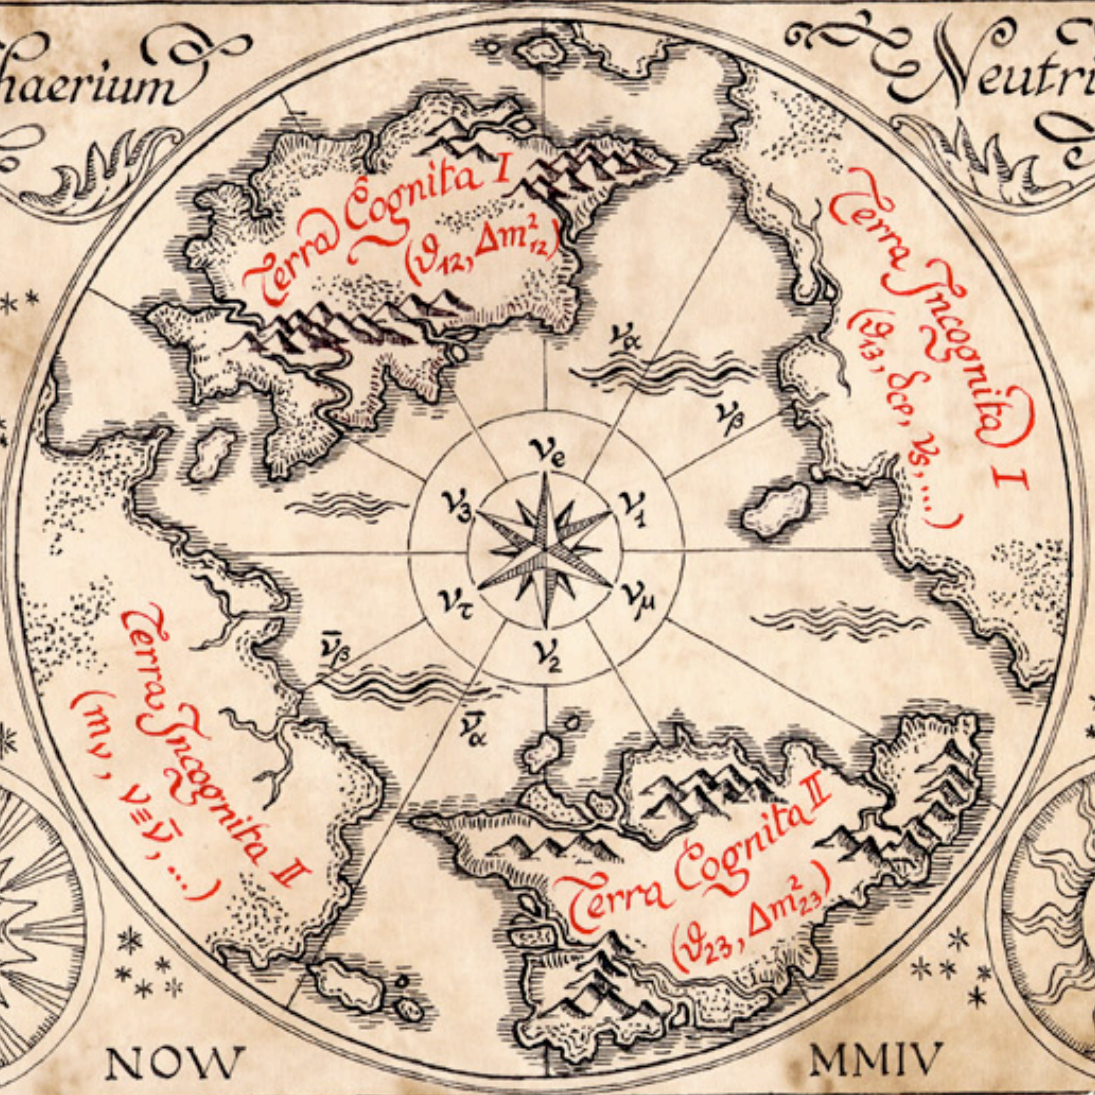 haerium
Neutri
Terra Cognita I
(ϑ₁₂, Δm²₁₂)
Terra Incognita I
(ϑ₁₃, δCP, νs, ...)
να
νβ
νe
ν3
ν1
ντ
νμ
ν2
ν̄β
ν̄α
Terra Incognita II
(mν, ν≡ν̄, ...)
Terra Cognita II
(ϑ₂₃, Δm²₂₃)
NOW
MMIV